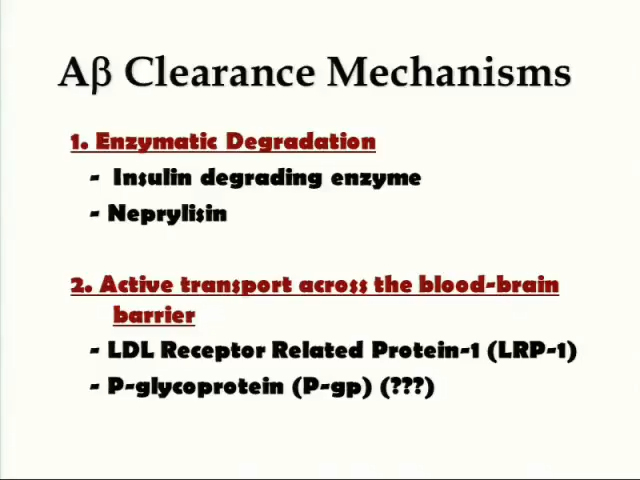 Aβ Clearance Mechanisms
1. Enzymatic Degradation
- Insulin degrading enzyme
- Neprylisin
2. Active transport across the blood-brain
barrier
- LDL Receptor Related Protein-1 (LRP-1)
- P-glycoprotein (P-gp) (???)